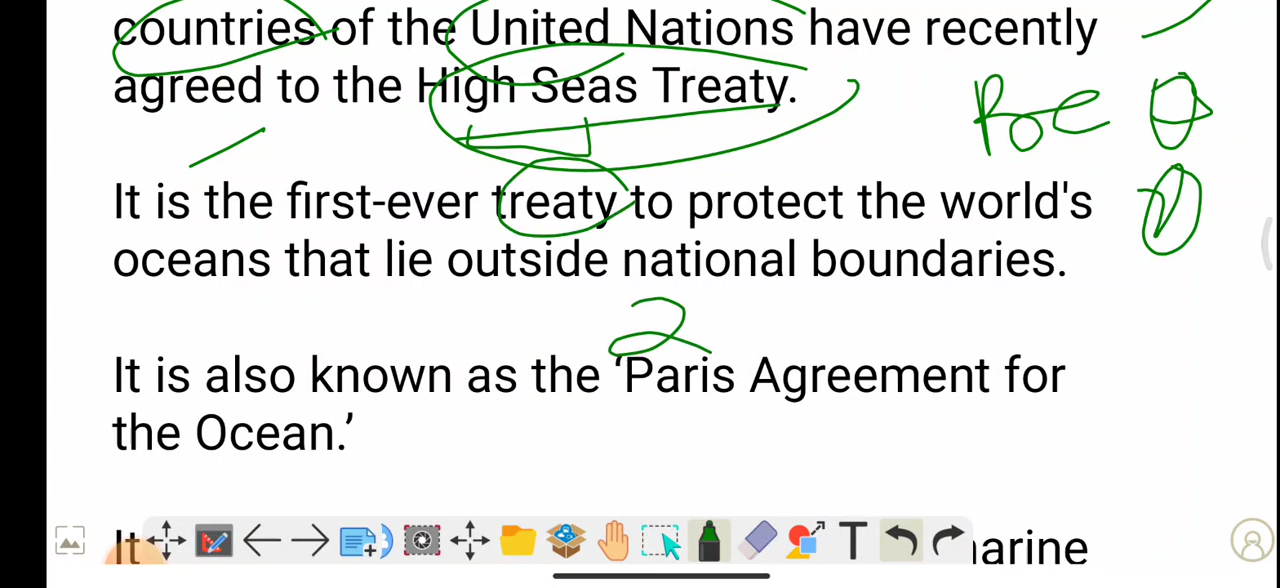 countries of the United Nations have recently
agreed to the High Seas Treaty.
It is the first-ever treaty to protect the world's
oceans that lie outside national boundaries.
2
It is also known as the ‘Paris Agreement for
the Ocean.’
It
T